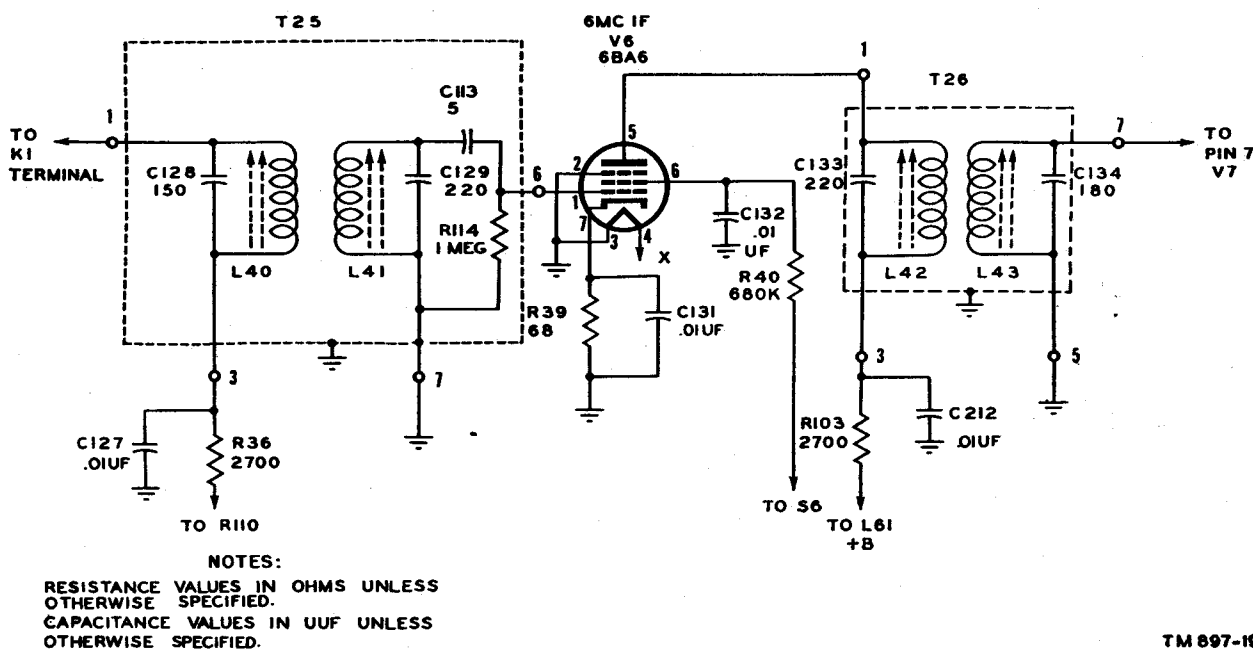 T25
6MC IF
V6
6BA6
1
T26
C113
5
1
TO
K1
TERMINAL
5
7
TO
PIN 7
V7
C128
150
C129
220
6
2
6
C133
220
C134
180
1
7
3
4
X
R114
1 MEG
C132
.01
UF
L40
L41
R40
680K
L42
L43
R39
68
C131
.01UF
3
7
3
5
C127
.01UF
R36
2700
R103
2700
C212
.01UF
TO R110
TO S6
TO L61
+B
NOTES:
RESISTANCE VALUES IN OHMS UNLESS
OTHERWISE SPECIFIED.
CAPACITANCE VALUES IN UUF UNLESS
OTHERWISE SPECIFIED.
TM 897-19